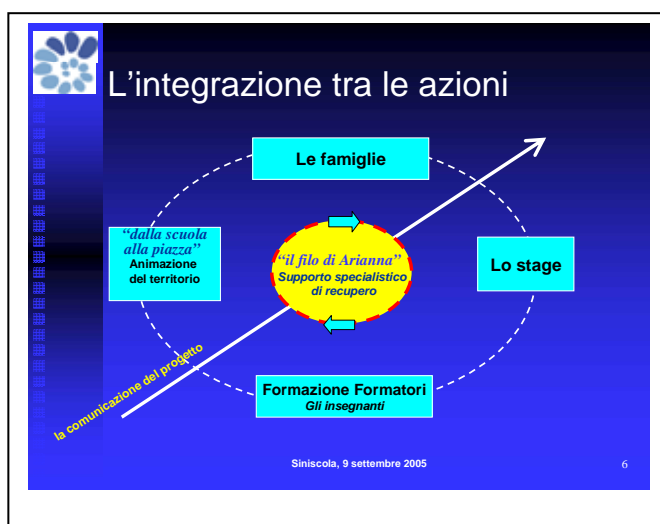 L'integrazione tra le azioni
Le famiglie
“dalla scuola
alla piazza”
Animazione
del territorio
“il filo di Arianna”
Supporto specialistico
di recupero
Lo stage
la comunicazione del progetto
Formazione Formatori
Gli insegnanti
Siniscola, 9 settembre 2005
6